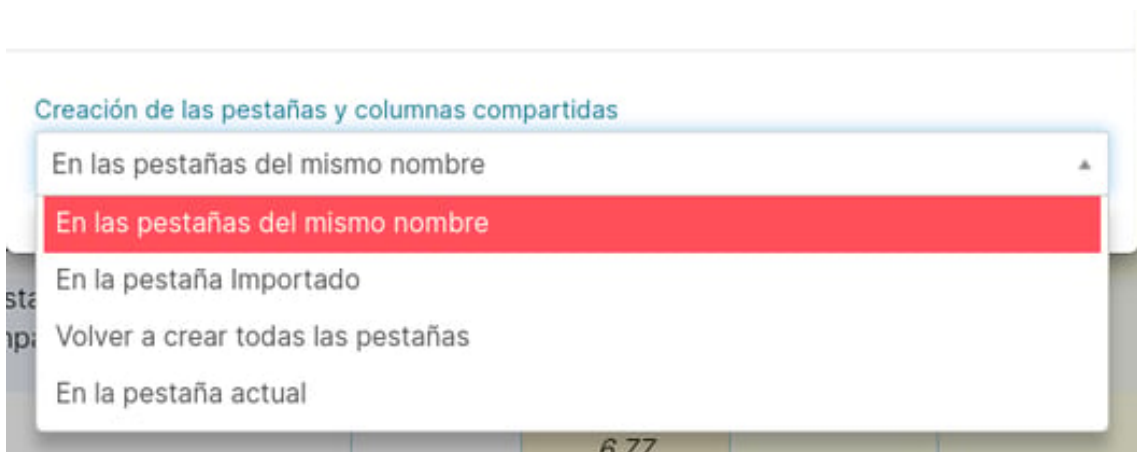 Creación de las pestañas y columnas compartidas
En las pestañas del mismo nombre
En las pestañas del mismo nombre
En la pestaña Importado
Volver a crear todas las pestañas
En la pestaña actual